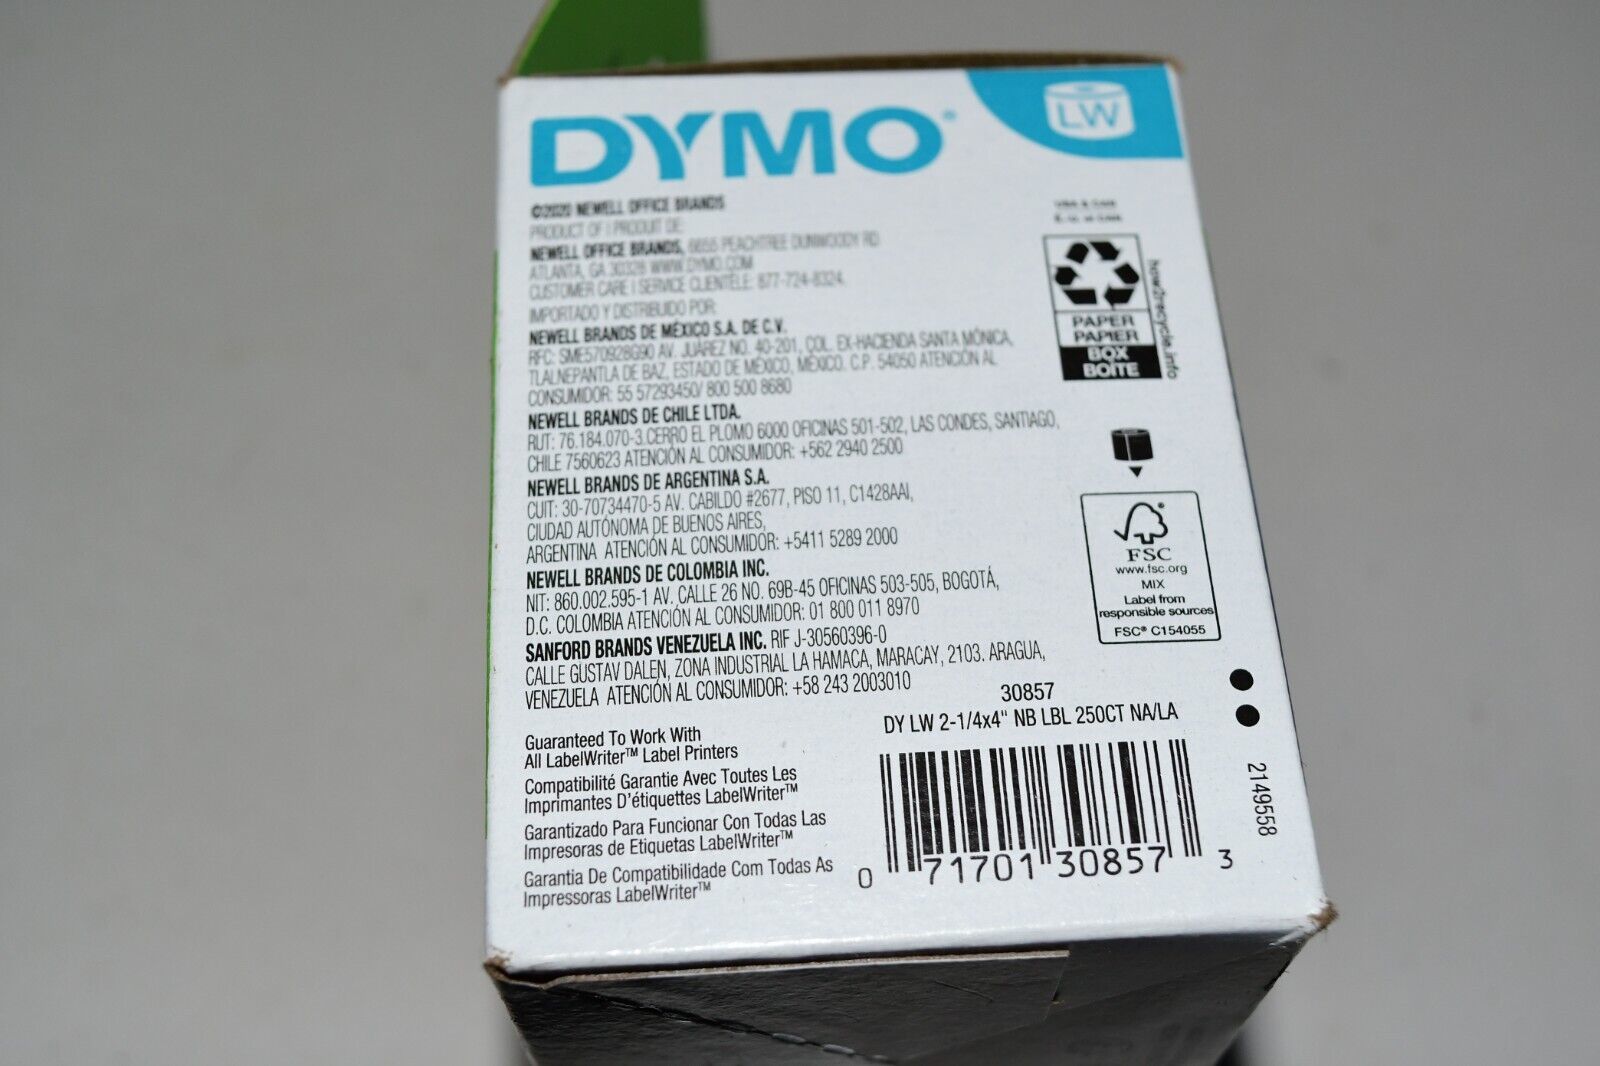 DYMO®
LW
©2020 NEWELL OFFICE BRANDS
PRODUCT OF | PRODUIT DE:
NEWELL OFFICE BRANDS, 6655 PEACHTREE DUNWOODY RD
ATLANTA, GA 30328 WWW.DYMO.COM
CUSTOMER CARE | SERVICE CLIENTÈLE: 877-724-8324.
IMPORTADO Y DISTRIBUIDO POR:
NEWELL BRANDS DE MÉXICO S.A. DE C.V.
RFC: SME570928G90 AV. JUÁREZ NO. 40-201, COL. EX-HACIENDA SANTA MÓNICA,
TLALNEPANTLA DE BAZ, ESTADO DE MÉXICO, MÉXICO. C.P. 54050 ATENCIÓN AL
CONSUMIDOR: 55 57293450/ 800 500 8680
NEWELL BRANDS DE CHILE LTDA.
RUT: 76.184.070-3.CERRO EL PLOMO 6000 OFICINAS 501-502, LAS CONDES, SANTIAGO,
CHILE 7560623 ATENCIÓN AL CONSUMIDOR: +562 2940 2500
NEWELL BRANDS DE ARGENTINA S.A.
CUIT: 30-70734470-5 AV. CABILDO #2677, PISO 11, C1428AAI,
CIUDAD AUTÓNOMA DE BUENOS AIRES,
ARGENTINA ATENCIÓN AL CONSUMIDOR: +5411 5289 2000
NEWELL BRANDS DE COLOMBIA INC.
NIT: 860.002.595-1 AV. CALLE 26 NO. 69B-45 OFICINAS 503-505, BOGOTÁ,
D.C. COLOMBIA ATENCIÓN AL CONSUMIDOR: 01 800 011 8970
SANFORD BRANDS VENEZUELA INC. RIF J-30560396-0
CALLE GUSTAV DALEN, ZONA INDUSTRIAL LA HAMACA, MARACAY, 2103. ARAGUA,
VENEZUELA ATENCIÓN AL CONSUMIDOR: +58 243 2003010
Guaranteed To Work With
All LabelWriter™ Label Printers
Compatibilité Garantie Avec Toutes Les
Imprimantes D'étiquettes LabelWriter™
Garantizado Para Funcionar Con Todas Las
Impresoras de Etiquetas LabelWriter™
Garantia De Compatibilidade Com Todas As
Impressoras LabelWriter™
PAPER
PAPIER
BOX
BOÎTE
how2recycle.info
FSC
www.fsc.org
MIX
Label from
responsible sources
FSC® C154055
30857
DY LW 2-1/4x4" NB LBL 250CT NA/LA
0 71701 30857 3
2149558